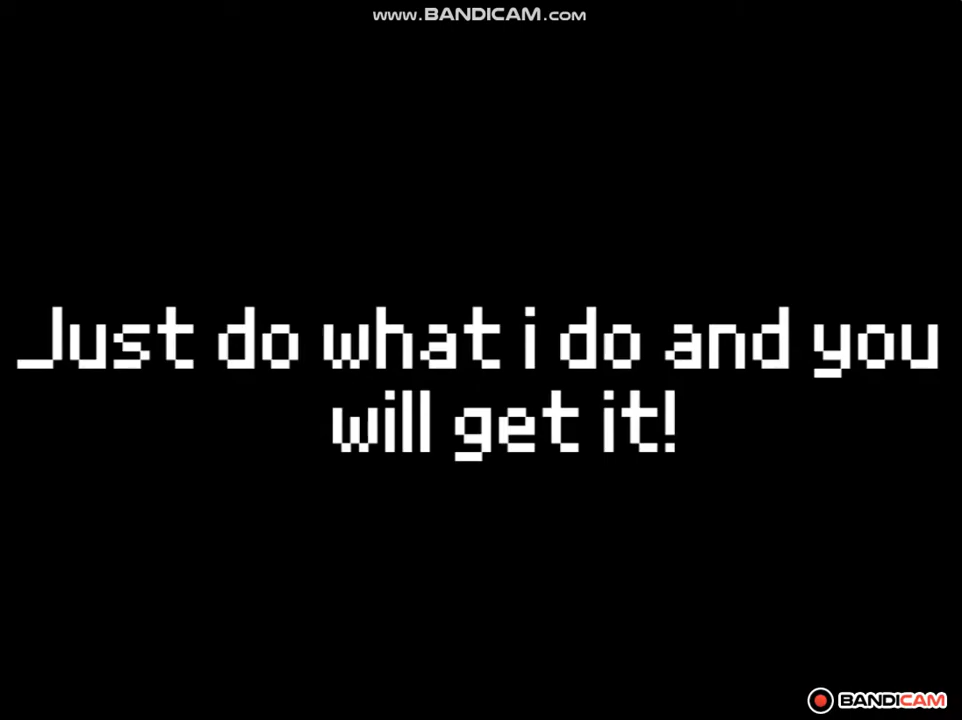 www.BANDICAM.com
Just do what i do and you
will get it!
BANDICAM